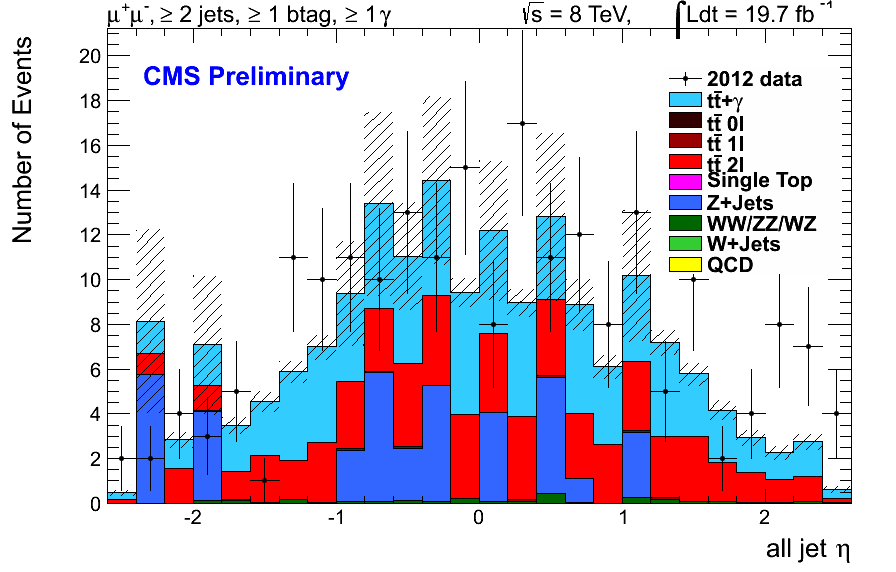 μ⁺μ⁻, ≥ 2 jets, ≥ 1 btag, ≥ 1 γ √s = 8 TeV, ∫Ldt = 19.7 fb⁻¹
CMS Preliminary
Number of Events
20
18
16
14
12
10
8
6
4
2
0
2012 data
tt̄+γ
tt̄ 0l
tt̄ 1l
tt̄ 2l
Single Top
Z+Jets
WW/ZZ/WZ
W+Jets
QCD
-2 -1 0 1 2
all jet η